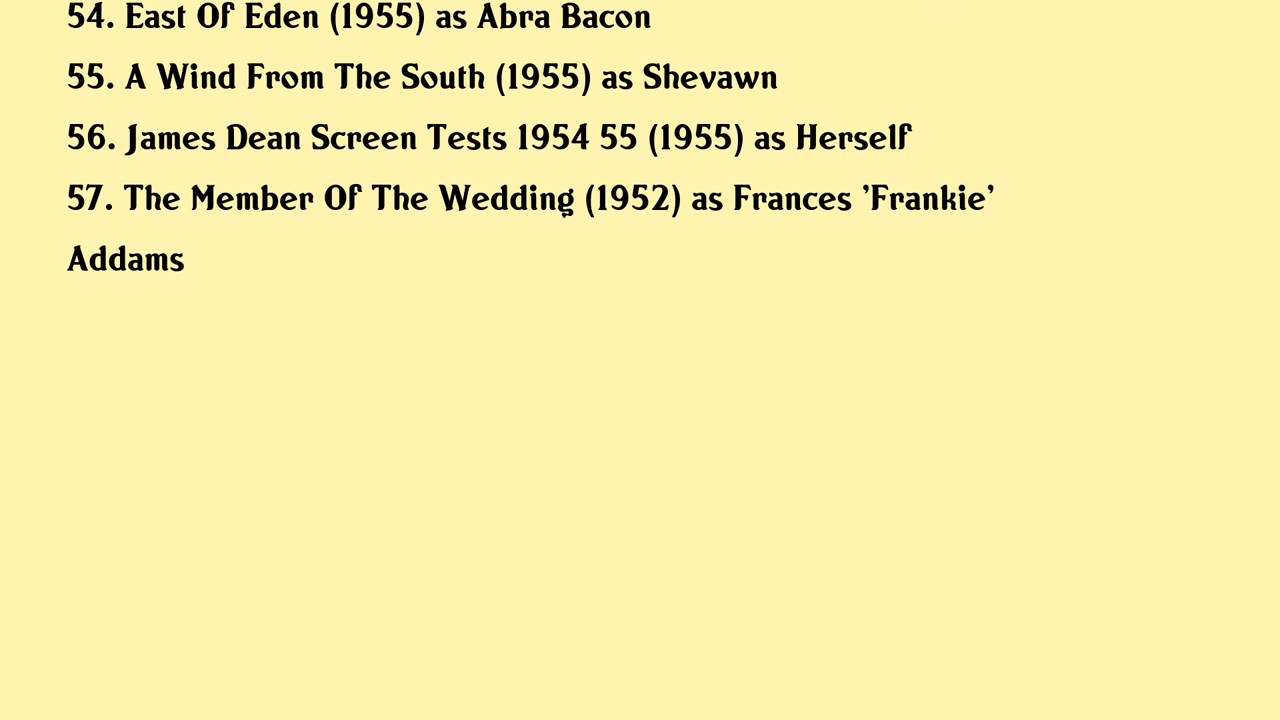 54. East Of Eden (1955) as Abra Bacon
55. A Wind From The South (1955) as Shevawn
56. James Dean Screen Tests 1954 55 (1955) as Herself
57. The Member Of The Wedding (1952) as Frances 'Frankie'
Addams